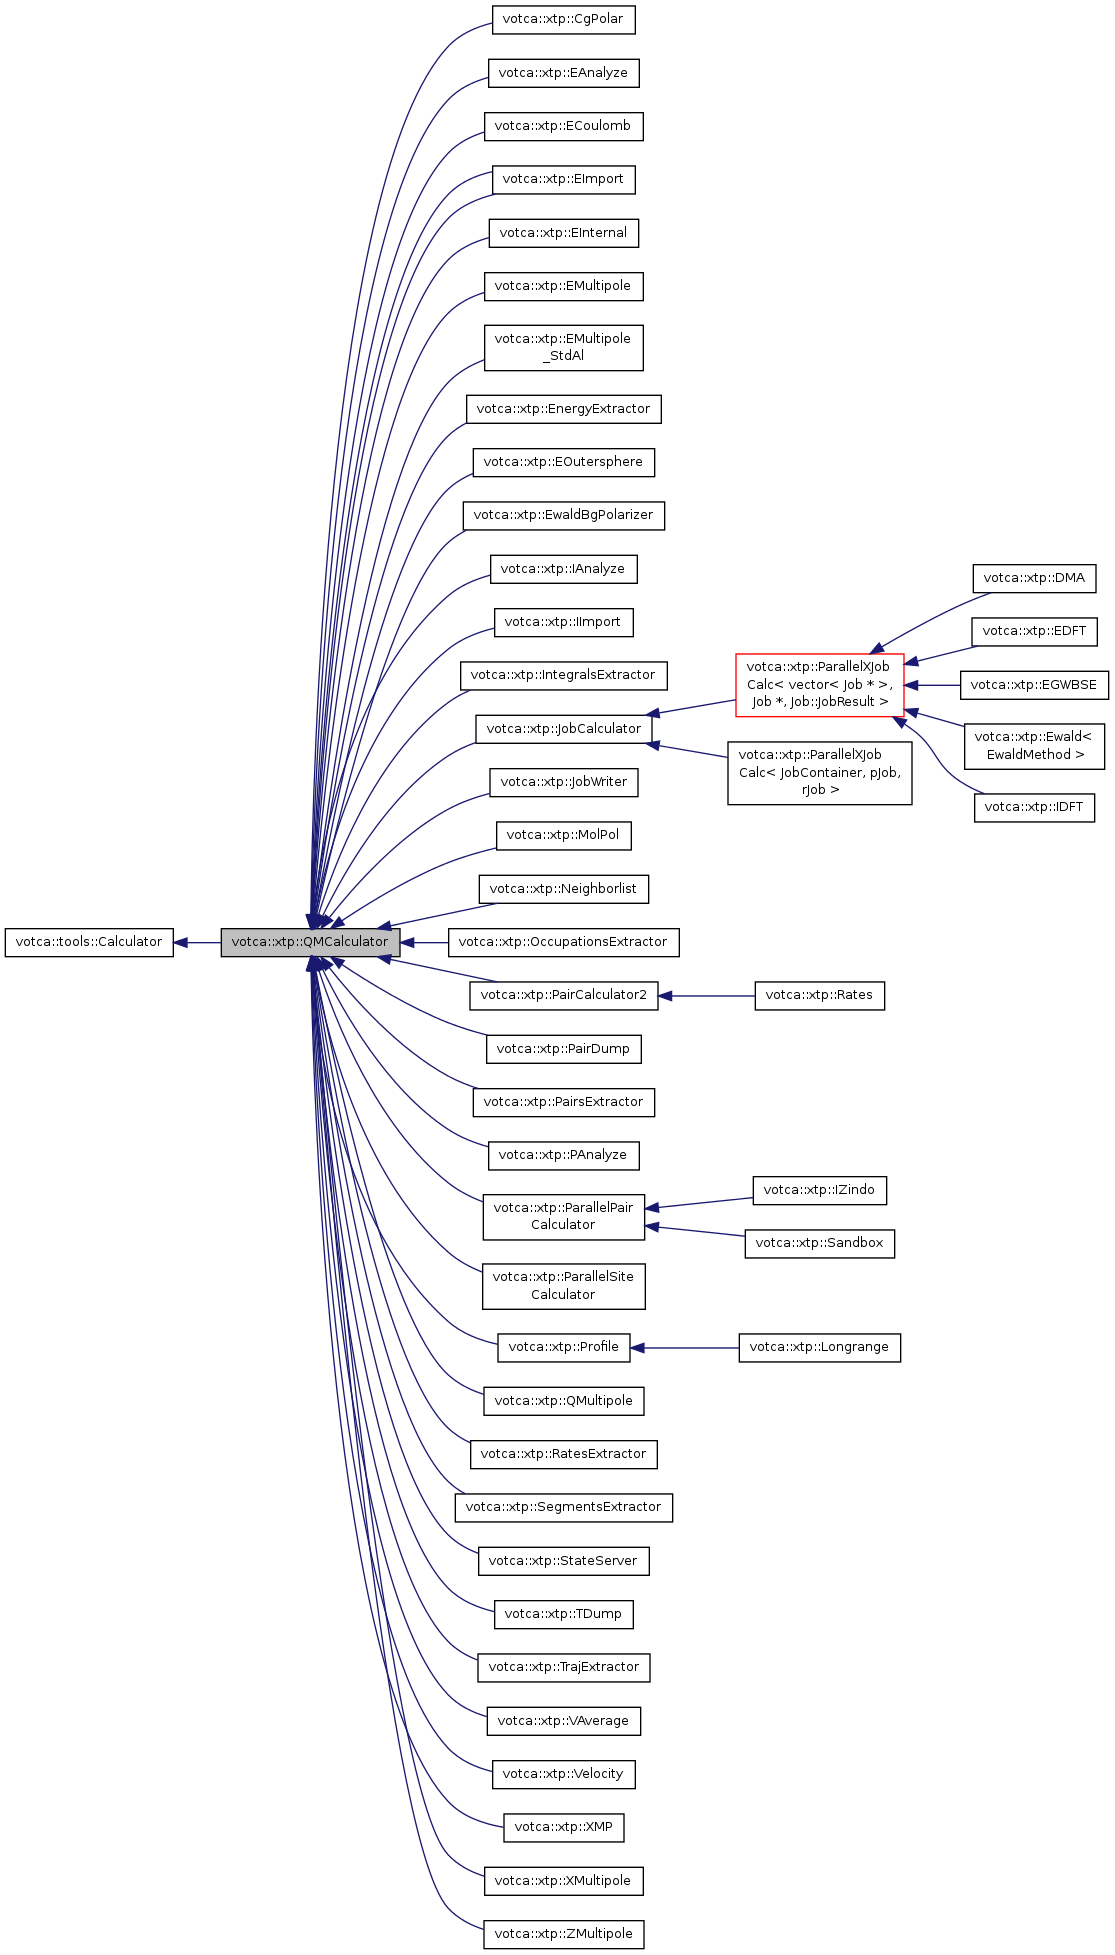 votca::xtp::CgPolar
votca::xtp::EAnalyze
votca::xtp::ECoulomb
votca::xtp::EImport
votca::xtp::EInternal
votca::xtp::EMultipole
votca::xtp::EMultipole
_StdAl
votca::xtp::EnergyExtractor
votca::xtp::EOutersphere
votca::xtp::EwaldBgPolarizer
votca::xtp::IAnalyze
votca::xtp::IImport
votca::xtp::IntegralsExtractor
votca::xtp::JobCalculator
votca::xtp::ParallelXJob
Calc< vector< Job * >,
Job *, Job::JobResult >
votca::xtp::DMA
votca::xtp::EDFT
votca::xtp::EGWBSE
votca::xtp::Ewald<
EwaldMethod >
votca::xtp::IDFT
votca::xtp::ParallelXJob
Calc< JobContainer, pJob,
rJob >
votca::xtp::JobWriter
votca::xtp::MolPol
votca::xtp::Neighborlist
votca::tools::Calculator
votca::xtp::QMCalculator
votca::xtp::OccupationsExtractor
votca::xtp::PairCalculator2
votca::xtp::Rates
votca::xtp::PairDump
votca::xtp::PairsExtractor
votca::xtp::PAnalyze
votca::xtp::ParallelPair
Calculator
votca::xtp::IZindo
votca::xtp::Sandbox
votca::xtp::ParallelSite
Calculator
votca::xtp::Profile
votca::xtp::Longrange
votca::xtp::QMultipole
votca::xtp::RatesExtractor
votca::xtp::SegmentsExtractor
votca::xtp::StateServer
votca::xtp::TDump
votca::xtp::TrajExtractor
votca::xtp::VAverage
votca::xtp::Velocity
votca::xtp::XMP
votca::xtp::XMultipole
votca::xtp::ZMultipole